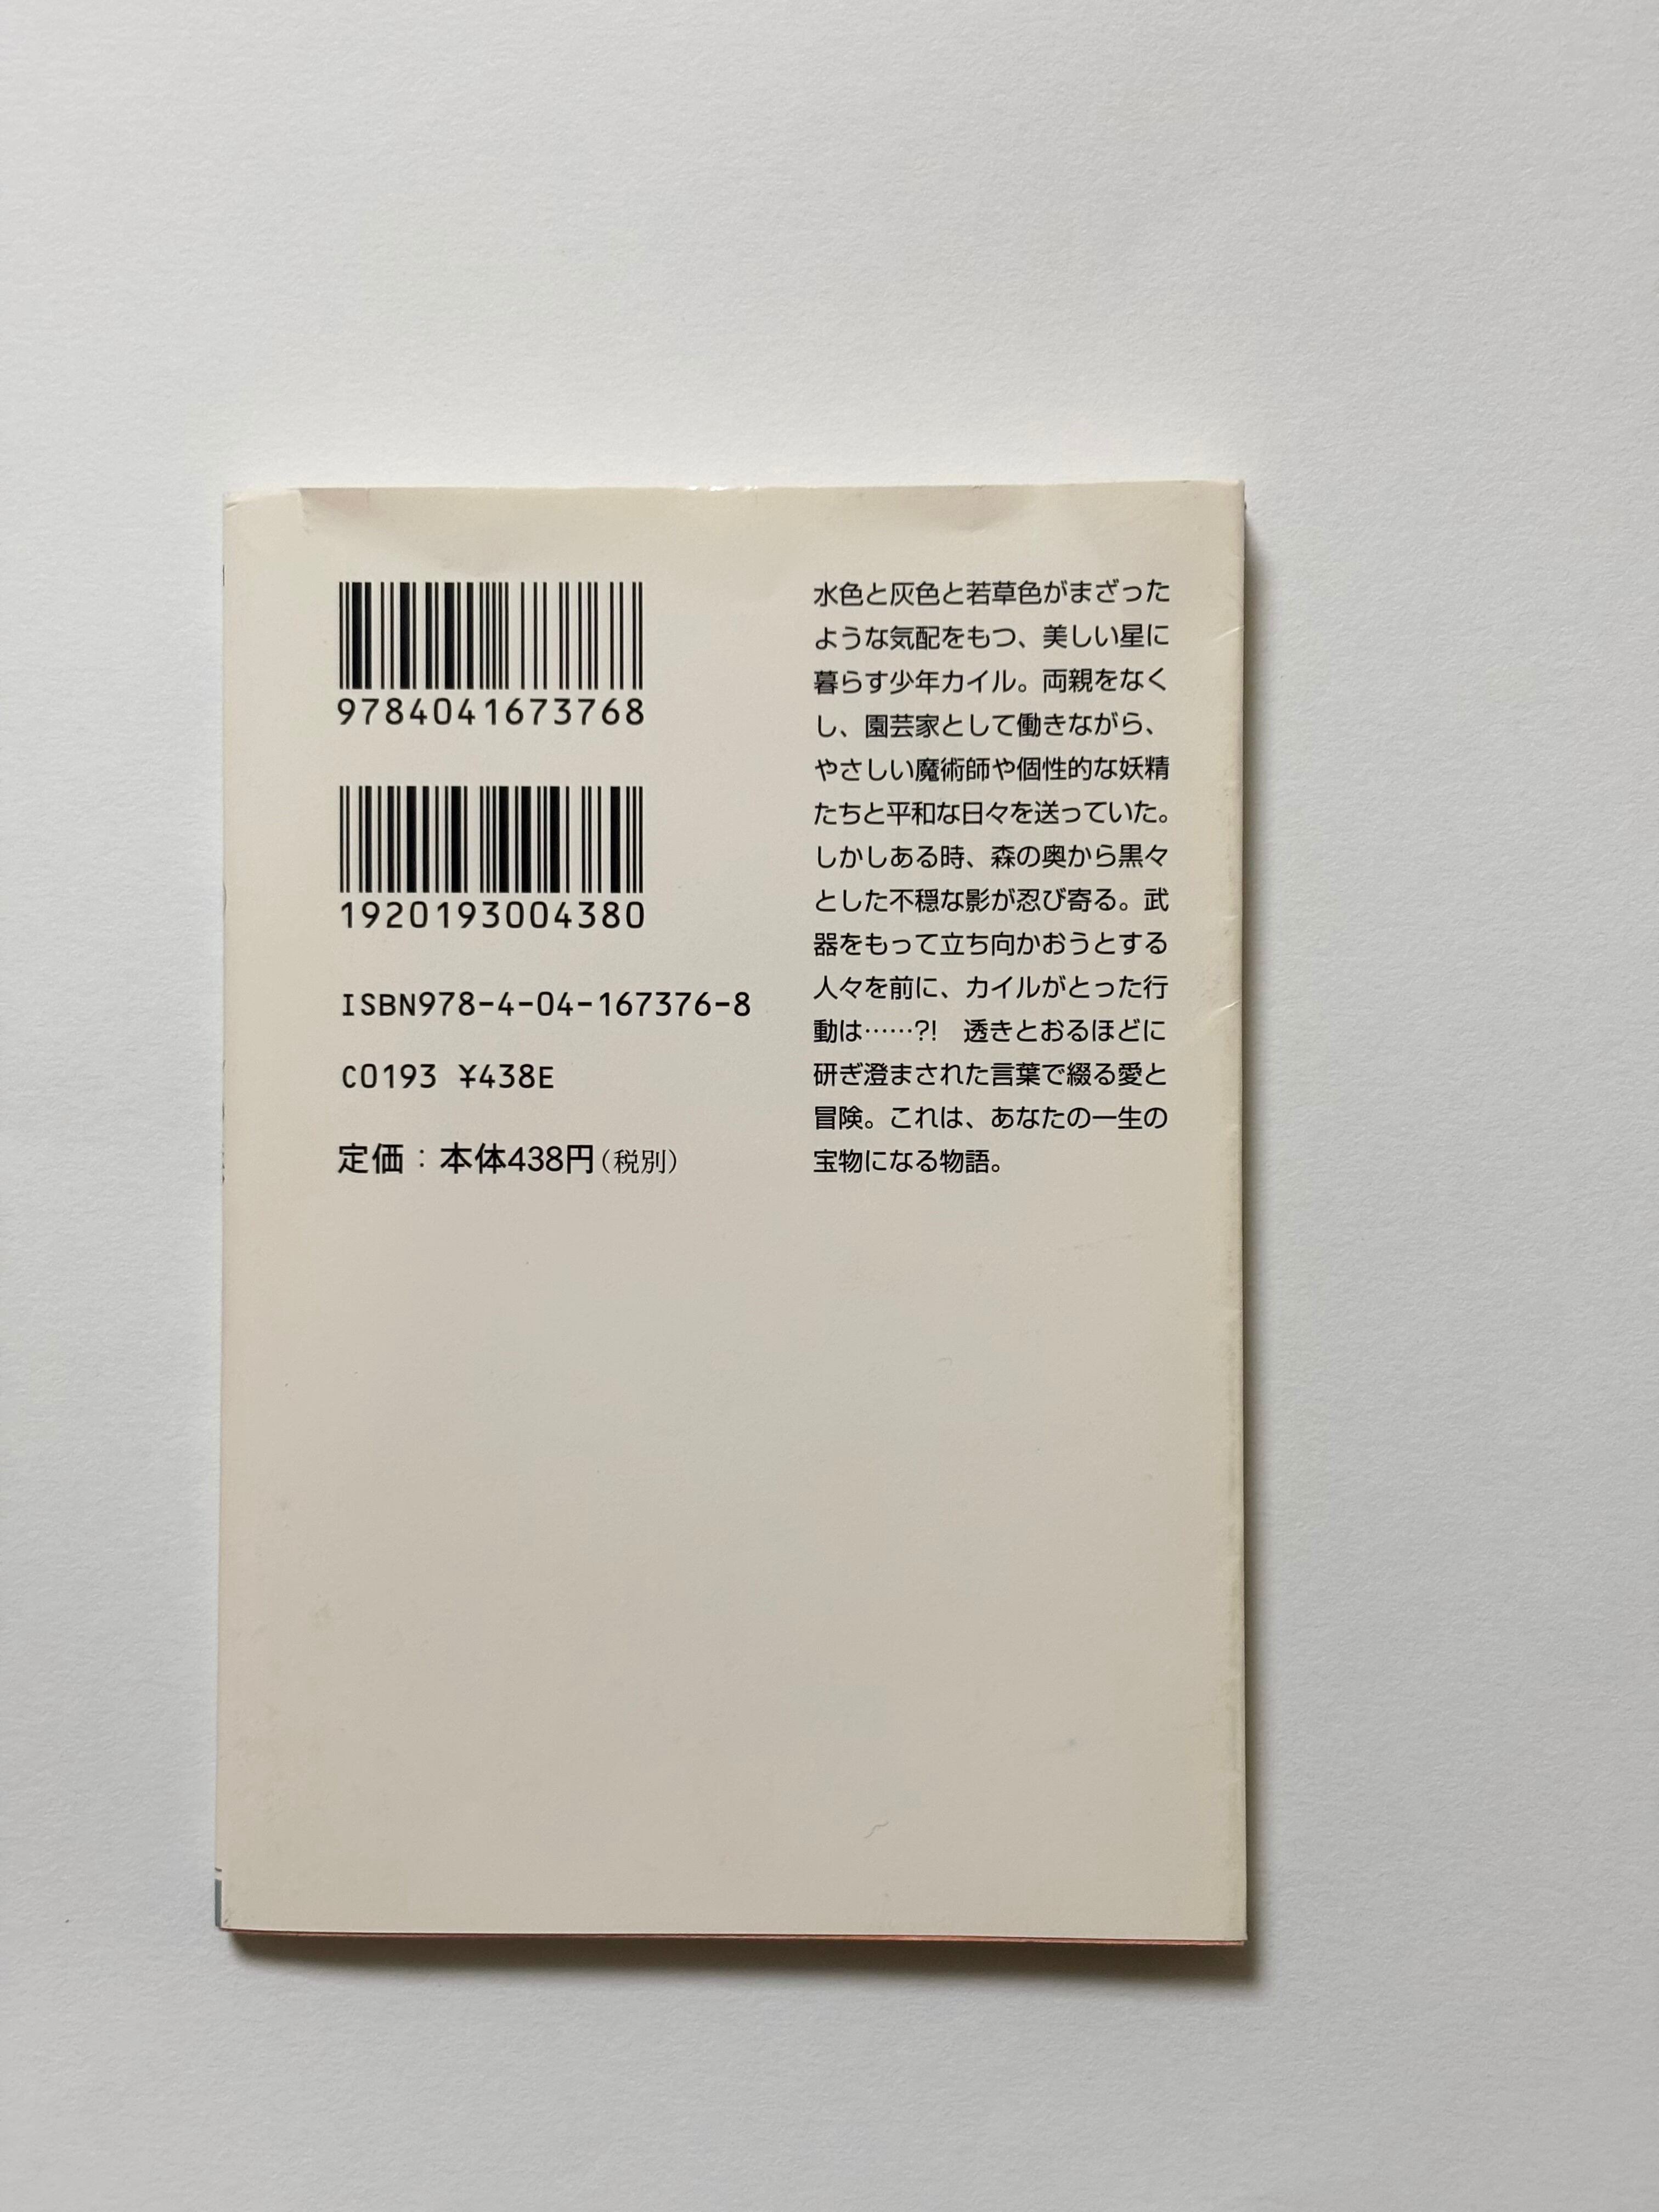 9784041673768
1920193004380
ISBN978-4-04-167376-8
C0193 ¥438E
定価：本体438円（税別）
水色と灰色と若草色がまざった
ような気配をもつ、美しい星に
暮らす少年カイル。両親をなく
し、園芸家として働きながら、
やさしい魔術師や個性的な妖精
たちと平和な日々を送っていた。
しかしある時、森の奥から黒々
とした不穏な影が忍び寄る。武
器をもって立ち向かおうとする
人々を前に、カイルがとった行
動は……?!　透きとおるほどに
研ぎ澄まされた言葉で綴る愛と
冒険。これは、あなたの一生の
宝物になる物語。